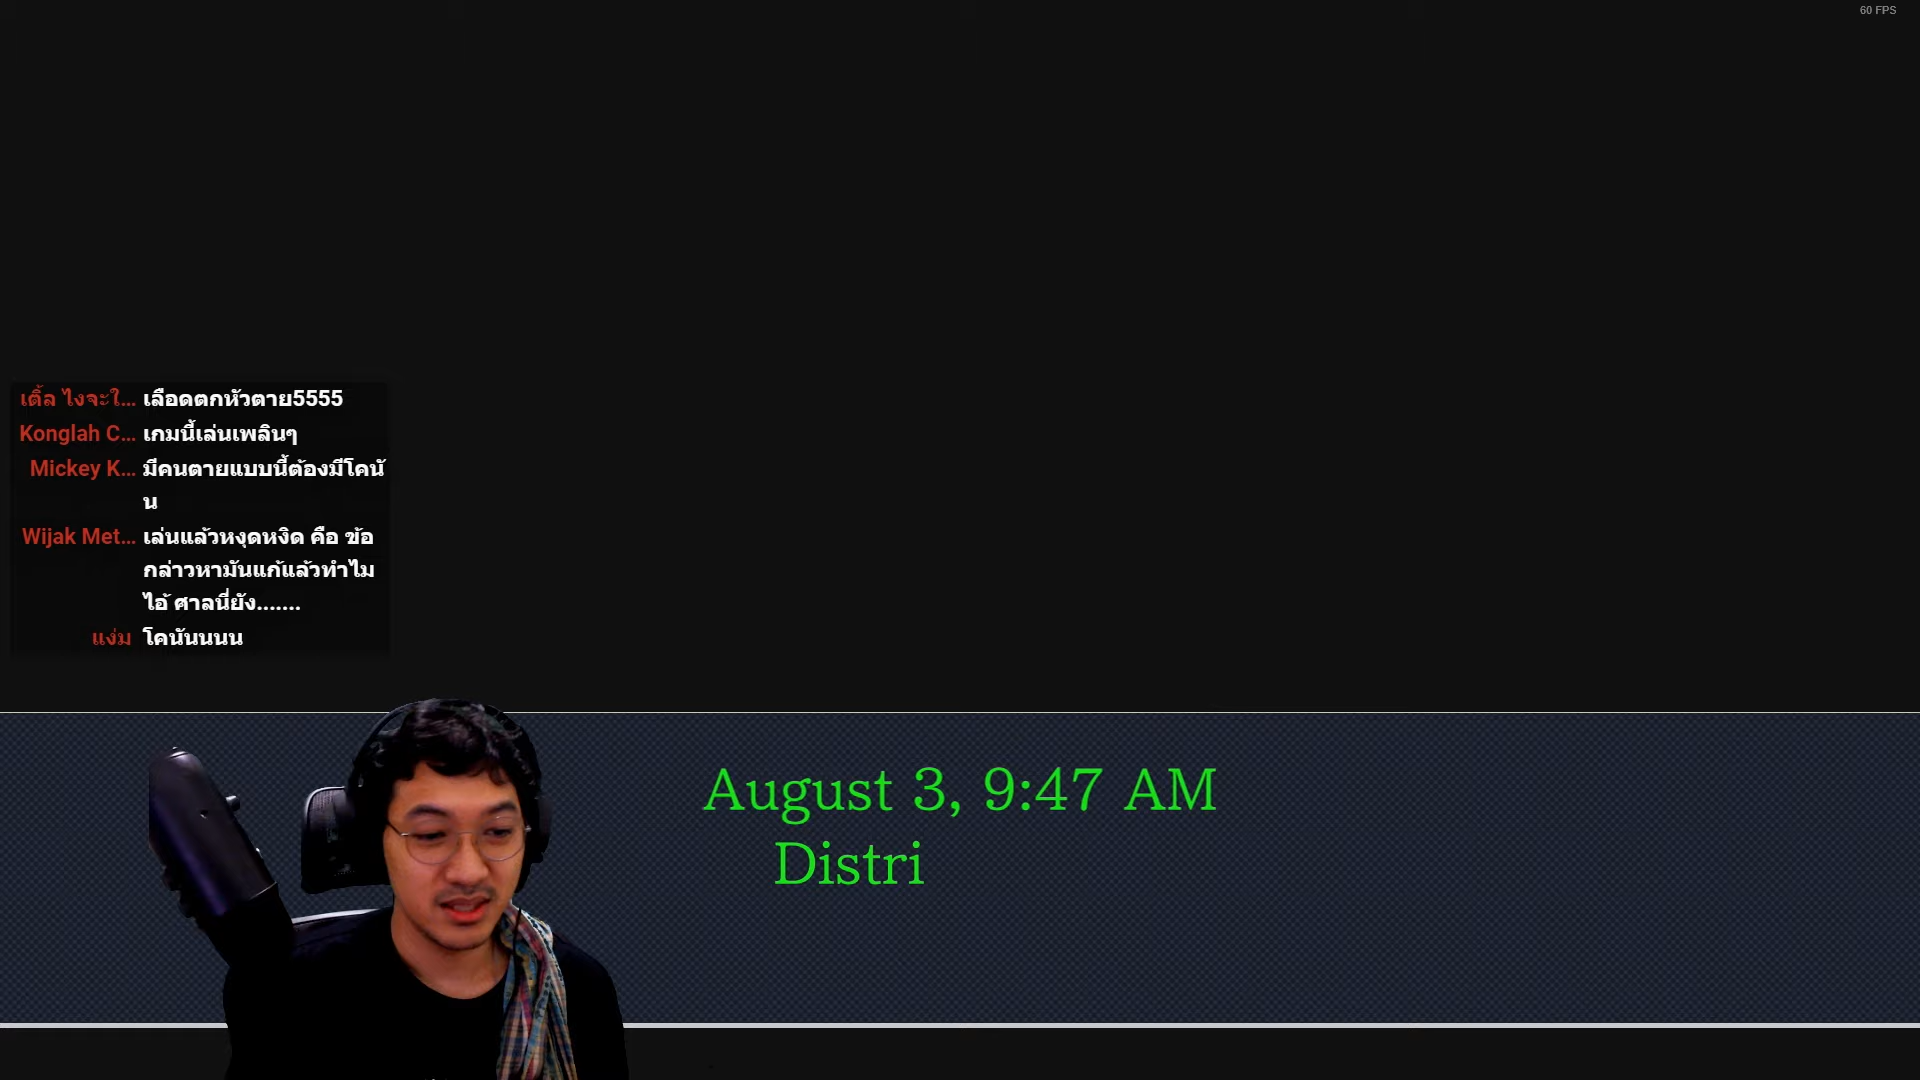 60 FPS
เติ้ล ไงจะใ... เลือดตกหัวตาย5555
Konglah C... เกมนี้เล่นเพลินๆ
Mickey K... มีคนตายแบบนี้ต้องมีโคนั
น
Wijak Met... เล่นแล้วหงุดหงิด คือ ข้อ
กล่าวหามันแก้แล้วทำไม
ไอ้ ศาลนี่ยัง.......
แง่ม โคนันนนน
August 3, 9:47 AM
Distri